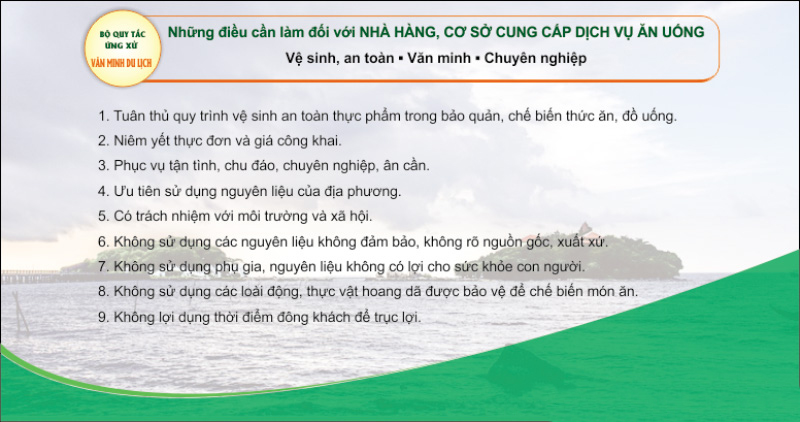 BỘ QUY TẮC
ỨNG XỬ
VĂN MINH DU LỊCH
Những điều cần làm đối với NHÀ HÀNG, CƠ SỞ CUNG CẤP DỊCH VỤ ĂN UỐNG
Vệ sinh, an toàn ▪ Văn minh ▪ Chuyên nghiệp
1. Tuân thủ quy trình vệ sinh an toàn thực phẩm trong bảo quản, chế biến thức ăn, đồ uống.
2. Niêm yết thực đơn và giá công khai.
3. Phục vụ tận tình, chu đáo, chuyên nghiệp, ân cần.
4. Ưu tiên sử dụng nguyên liệu của địa phương.
5. Có trách nhiệm với môi trường và xã hội.
6. Không sử dụng các nguyên liệu không đảm bảo, không rõ nguồn gốc, xuất xứ.
7. Không sử dụng phụ gia, nguyên liệu không có lợi cho sức khỏe con người.
8. Không sử dụng các loài động, thực vật hoang dã được bảo vệ để chế biến món ăn.
9. Không lợi dụng thời điểm đông khách để trục lợi.